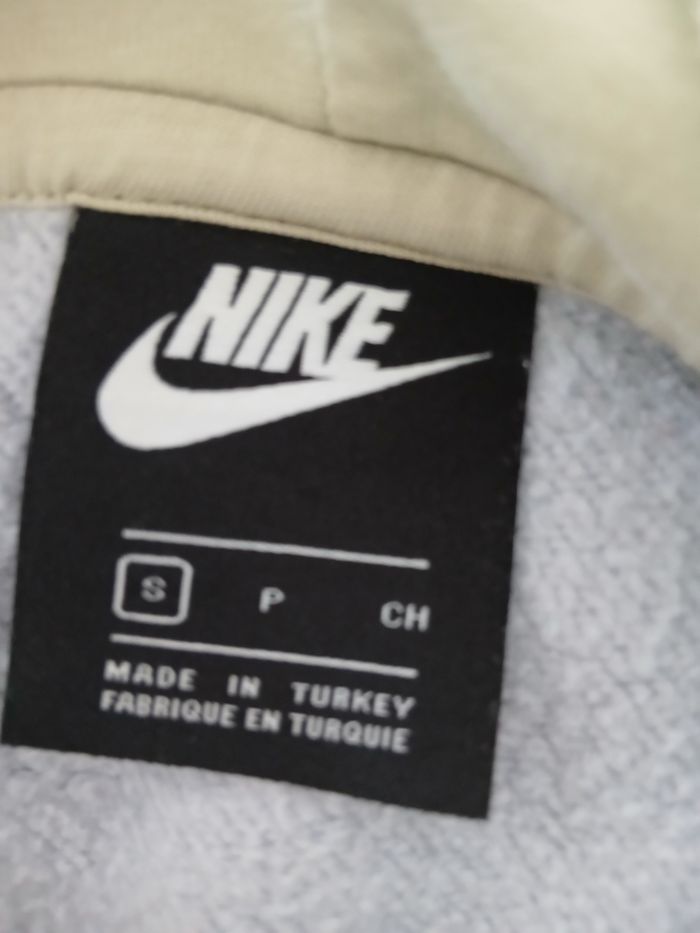 NIKE
S P CH
MADE IN TURKEY
FABRIQUE EN TURQUIE